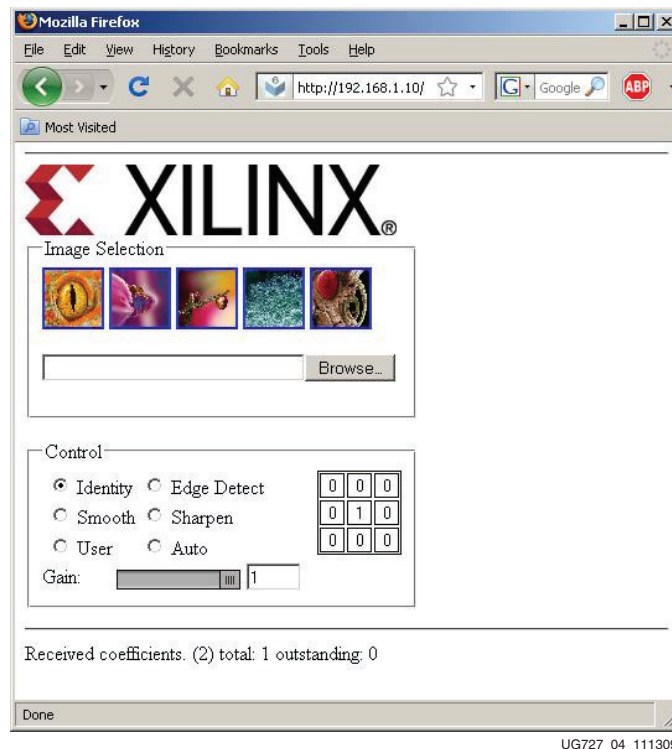 Mozilla Firefox
File Edit View History Bookmarks Tools Help
http://192.168.1.10/ G Google ABP
Most Visited
XILINX®
Image Selection
Browse...
Control
Identity Edge Detect
Smooth Sharpen
User Auto
0 0 0
0 1 0
0 0 0
Gain: 1
Received coefficients. (2) total: 1 outstanding: 0
Done